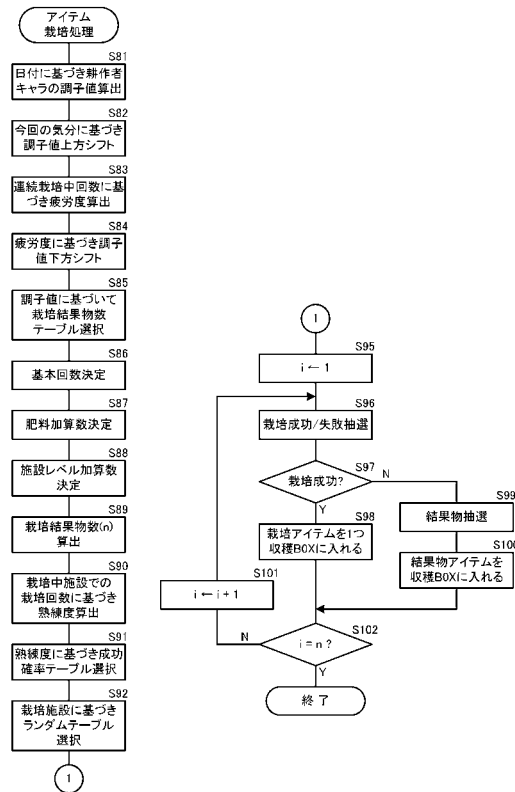 アイテム
栽培処理
S81
日付に基づき耕作者
キャラの調子値算出
S82
今回の気分に基づき
調子値上方シフト
S83
連続栽培中回数に基
づき疲労度算出
S84
疲労度に基づき調子
値下方シフト
S85
調子値に基づいて
栽培結果物数
テーブル選択
S86
基本回数決定
S87
肥料加算数決定
S88
施設レベル加算数
決定
S89
栽培結果物数(n)
算出
S90
栽培中施設での
栽培回数に基づき
熟練度算出
S91
熟練度に基づき成功
確率テーブル選択
S92
栽培施設に基づき
ランダムテーブル
選択
1
1
S95
i ← 1
S96
栽培成功/失敗抽選
S97
栽培成功?
N
Y
S98
栽培アイテムを1つ
収穫BOXに入れる
S99
結果物抽選
S100
結果物アイテムを
収穫BOXに入れる
S101
i ← i + 1
S102
i = n ?
N
Y
終了